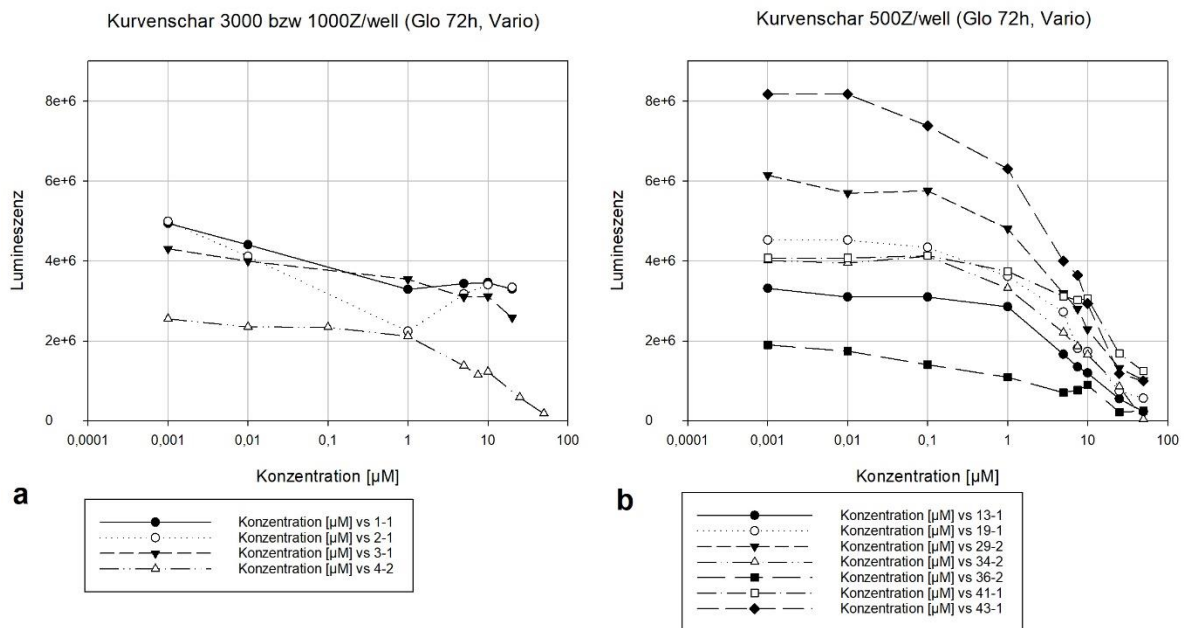 Kurvenschar 3000 bzw 1000Z/well (Glo 72h, Vario)
8e+6
6e+6
4e+6
2e+6
0
Lumineszenz
0,0001
0,001
0,01
0,1
1
10
100
Konzentration [µM]
a
Konzentration [µM] vs 1-1
Konzentration [µM] vs 2-1
Konzentration [µM] vs 3-1
Konzentration [µM] vs 4-2
Kurvenschar 500Z/well (Glo 72h, Vario)
8e+6
6e+6
4e+6
2e+6
0
Lumineszenz
0,0001
0,001
0,01
0,1
1
10
100
Konzentration [µM]
b
Konzentration [µM] vs 13-1
Konzentration [µM] vs 19-1
Konzentration [µM] vs 29-2
Konzentration [µM] vs 34-2
Konzentration [µM] vs 36-2
Konzentration [µM] vs 41-1
Konzentration [µM] vs 43-1